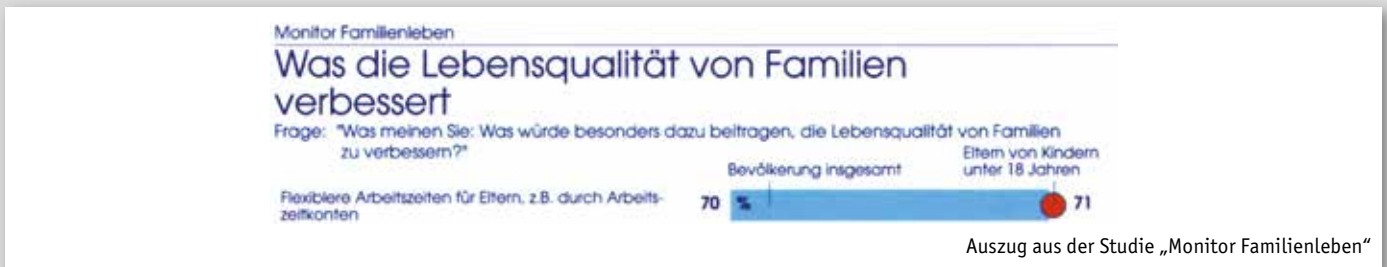 Monitor Familienleben
Was die Lebensqualität von Familien
verbessert
Frage: "Was meinen Sie: Was würde besonders dazu beitragen, die Lebensqualität von Familien
zu verbessern?"
Bevölkerung insgesamt
Eltern von Kindern
unter 18 Jahren
Flexiblere Arbeitszeiten für Eltern, z.B. durch Arbeits-
zeitkonten
70 % 71
Auszug aus der Studie „Monitor Familienleben“